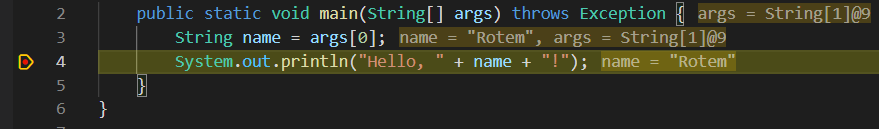 2 public static void main(String[] args) throws Exception { args = String[1]@9
3 String name = args[0]; name = "Rotem", args = String[1]@9
4 System.out.println("Hello, " + name + "!"); name = "Rotem"
5 }
6 }